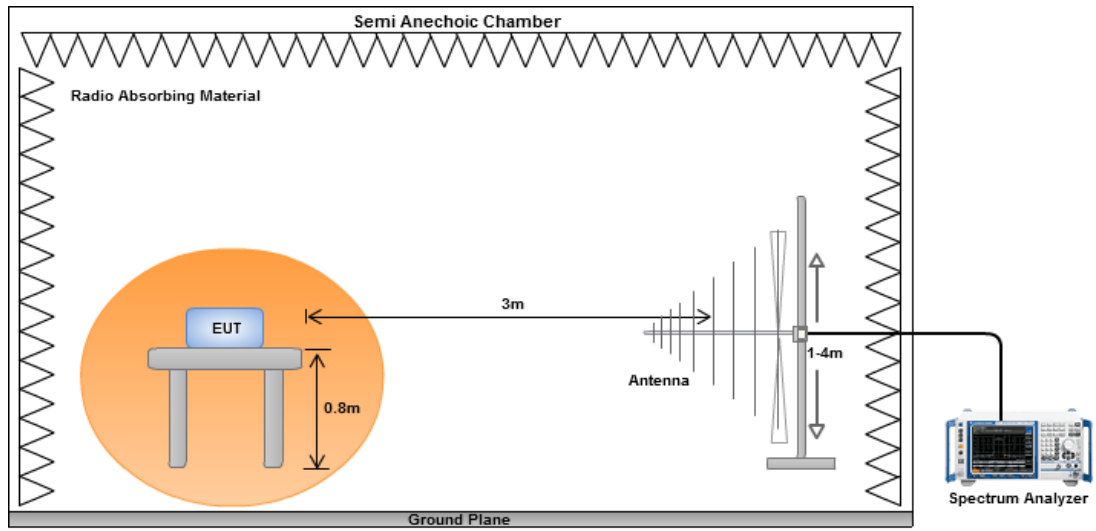 Semi Anechoic Chamber
Radio Absorbing Material
3m
EUT
1-4m
Antenna
0.8m
Spectrum Analyzer
Ground Plane